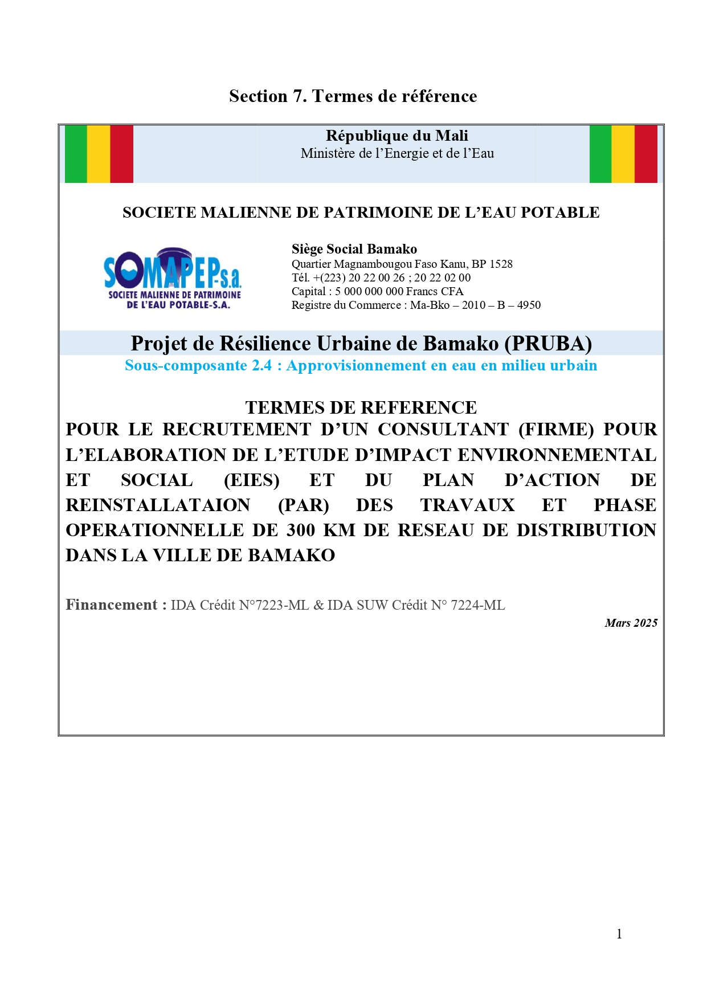 Section 7. Termes de référence
République du Mali
Ministère de l’Energie et de l’Eau
SOCIETE MALIENNE DE PATRIMOINE DE L’EAU POTABLE
SOMAPEP-s.a.
SOCIETE MALIENNE DE PATRIMOINE
DE L'EAU POTABLE-S.A.
Siège Social Bamako
Quartier Magnambougou Faso Kanu, BP 1528
Tél. +(223) 20 22 00 26 ; 20 22 02 00
Capital : 5 000 000 000 Francs CFA
Registre du Commerce : Ma-Bko – 2010 – B – 4950
Projet de Résilience Urbaine de Bamako (PRUBA)
Sous-composante 2.4 : Approvisionnement en eau en milieu urbain
TERMES DE REFERENCE
POUR LE RECRUTEMENT D’UN CONSULTANT (FIRME) POUR
L’ELABORATION DE L’ETUDE D’IMPACT ENVIRONNEMENTAL
ET SOCIAL (EIES) ET DU PLAN D’ACTION DE
REINSTALLATAION (PAR) DES TRAVAUX ET PHASE
OPERATIONNELLE DE 300 KM DE RESEAU DE DISTRIBUTION
DANS LA VILLE DE BAMAKO
Financement : IDA Crédit N°7223-ML & IDA SUW Crédit N° 7224-ML
Mars 2025
1